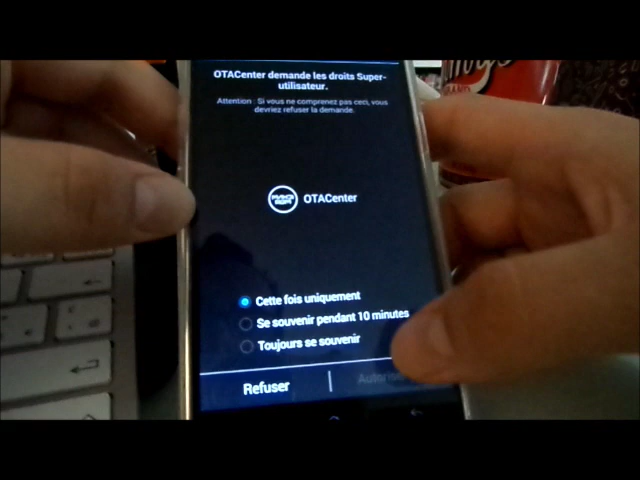 OTACenter demande les droits Super-
utilisateur.
Attention : Si vous ne comprenez pas ceci, vous
devriez refuser la demande.
OTACenter
Cette fois uniquement
Se souvenir pendant 10 minutes
Toujours se souvenir
Refuser